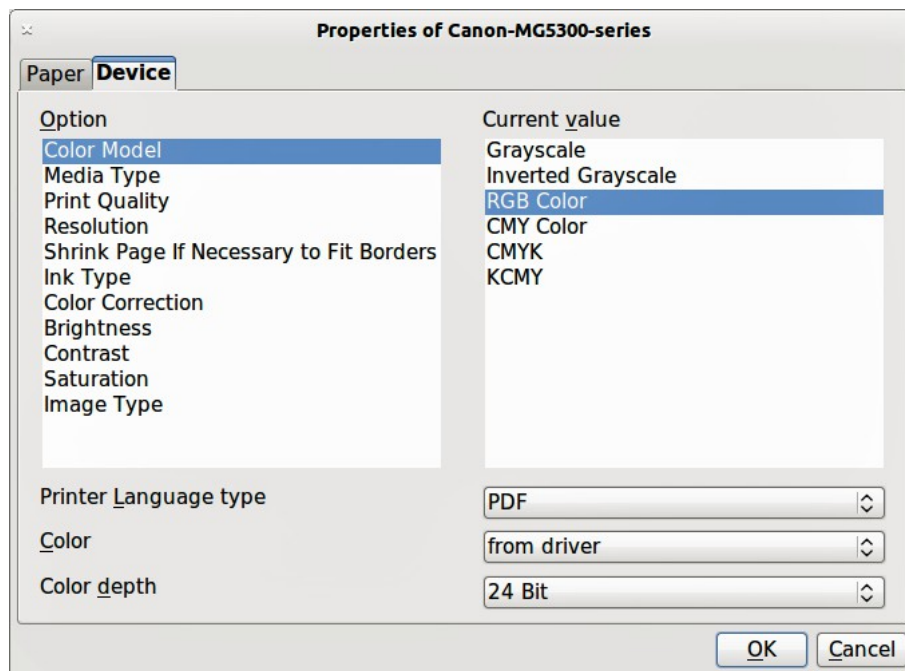 Properties of Canon-MG5300-series
Paper Device
Option
Color Model
Media Type
Print Quality
Resolution
Shrink Page If Necessary to Fit Borders
Ink Type
Color Correction
Brightness
Contrast
Saturation
Image Type
Current value
Grayscale
Inverted Grayscale
RGB Color
CMY Color
CMYK
KCMY
Printer Language type PDF
Color from driver
Color depth 24 Bit
OK Cancel